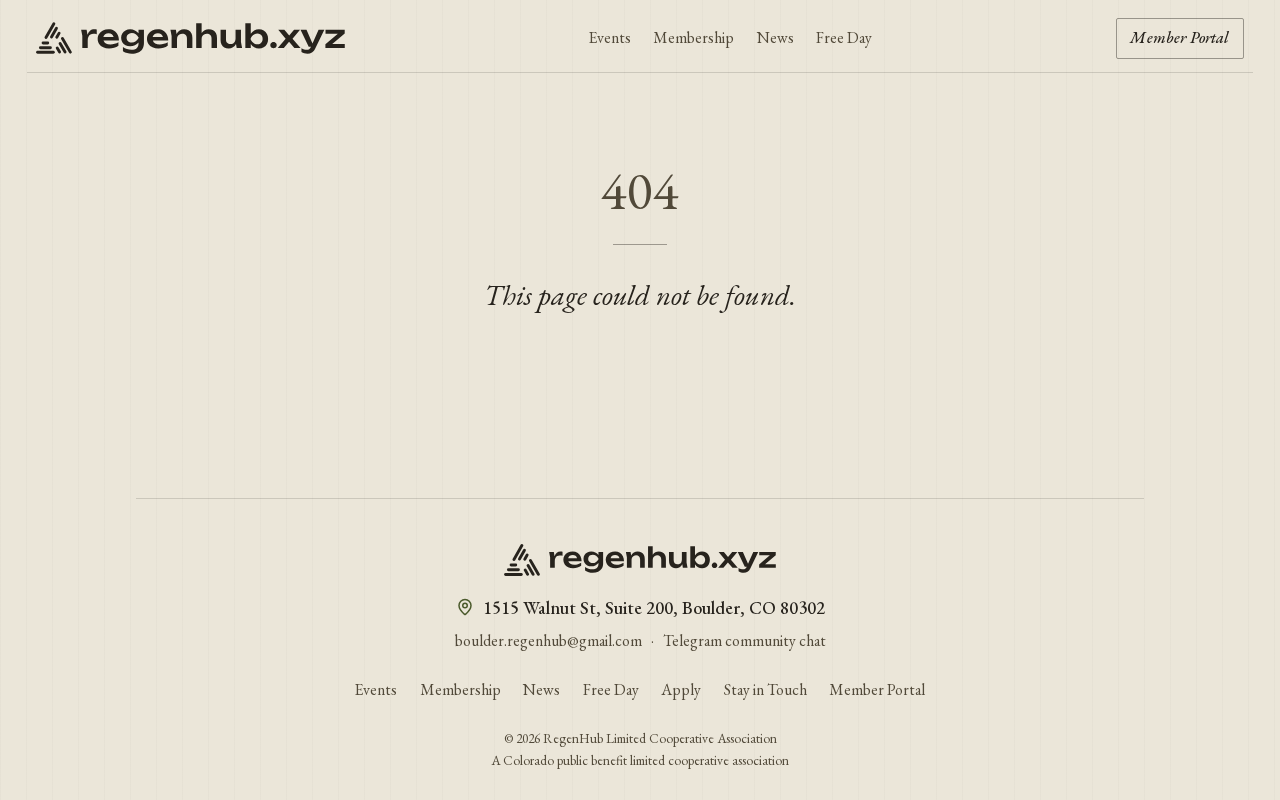 regenhub.xyz
Events Membership News Free Day
Member Portal
404
This page could not be found.
regenhub.xyz
1515 Walnut St, Suite 200, Boulder, CO 80302
boulder.regenhub@gmail.com · Telegram community chat
Events Membership News Free Day Apply Stay in Touch Member Portal
© 2026 RegenHub Limited Cooperative Association
A Colorado public benefit limited cooperative association